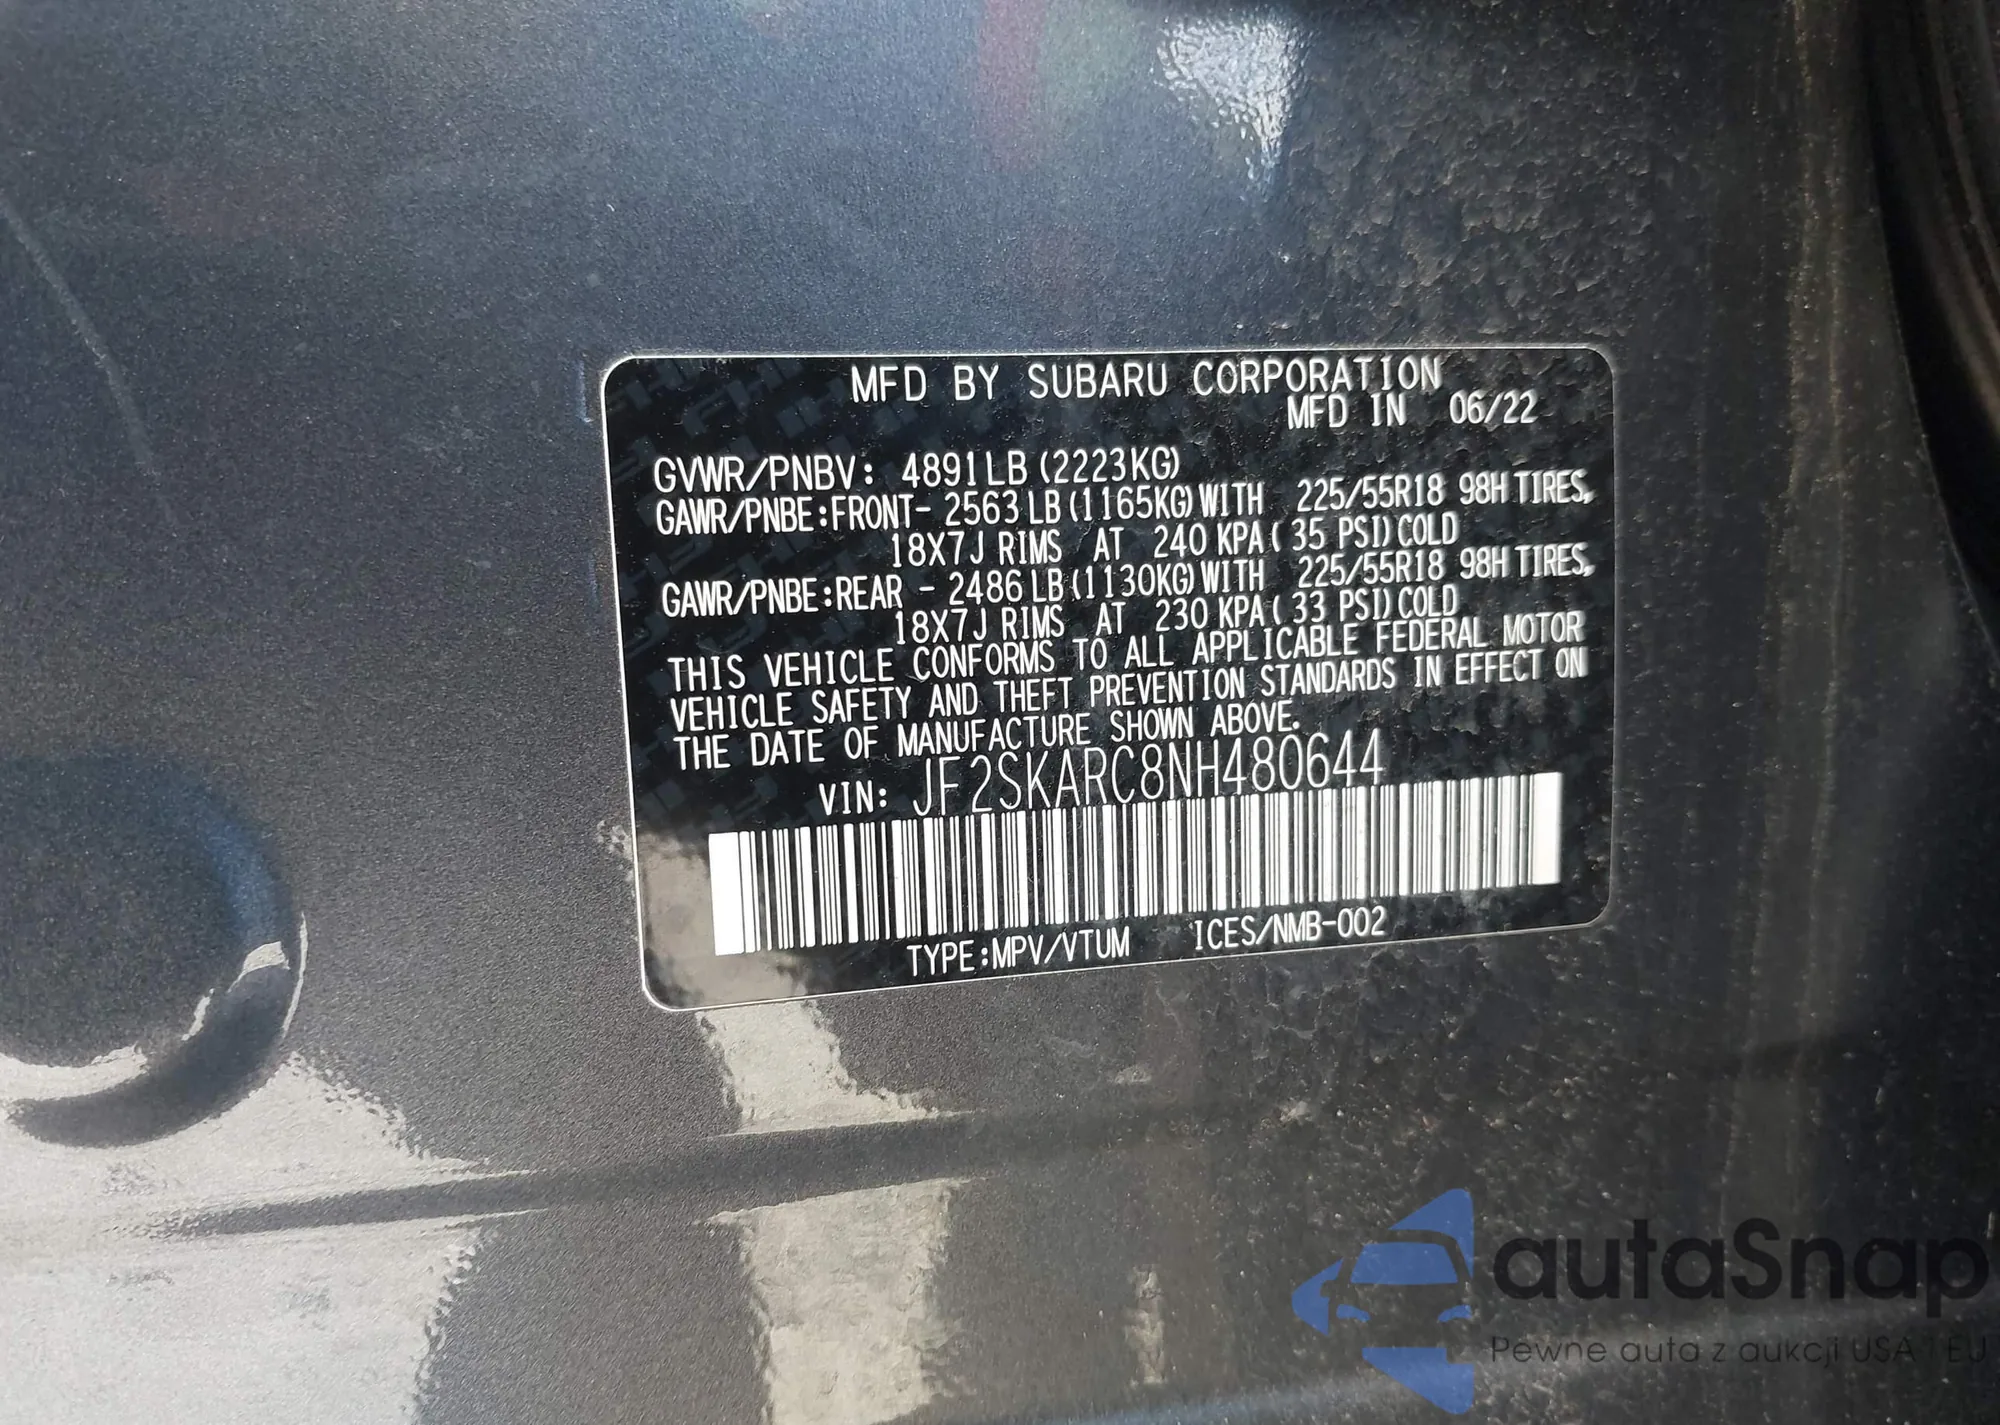 MFD BY SUBARU CORPORATION
MFD IN 06/22
GVWR/PNBV: 4891LB (2223KG)
GAWR/PNBE:FRONT- 2563 LB (1165KG) WITH 225/55R18 98H TIRES,
18X7J RIMS AT 240 KPA ( 35 PSI) COLD
GAWR/PNBE:REAR - 2486 LB (1130KG) WITH 225/55R18 98H TIRES,
18X7J RIMS AT 230 KPA ( 33 PSI) COLD
THIS VEHICLE CONFORMS TO ALL APPLICABLE FEDERAL MOTOR
VEHICLE SAFETY AND THEFT PREVENTION STANDARDS IN EFFECT ON
THE DATE OF MANUFACTURE SHOWN ABOVE.
VIN: JF2SKARC8NH480644
TYPE:MPV/VTUM ICES/NMB-002
autaSnap
Pewne auta z aukcji USA i EU